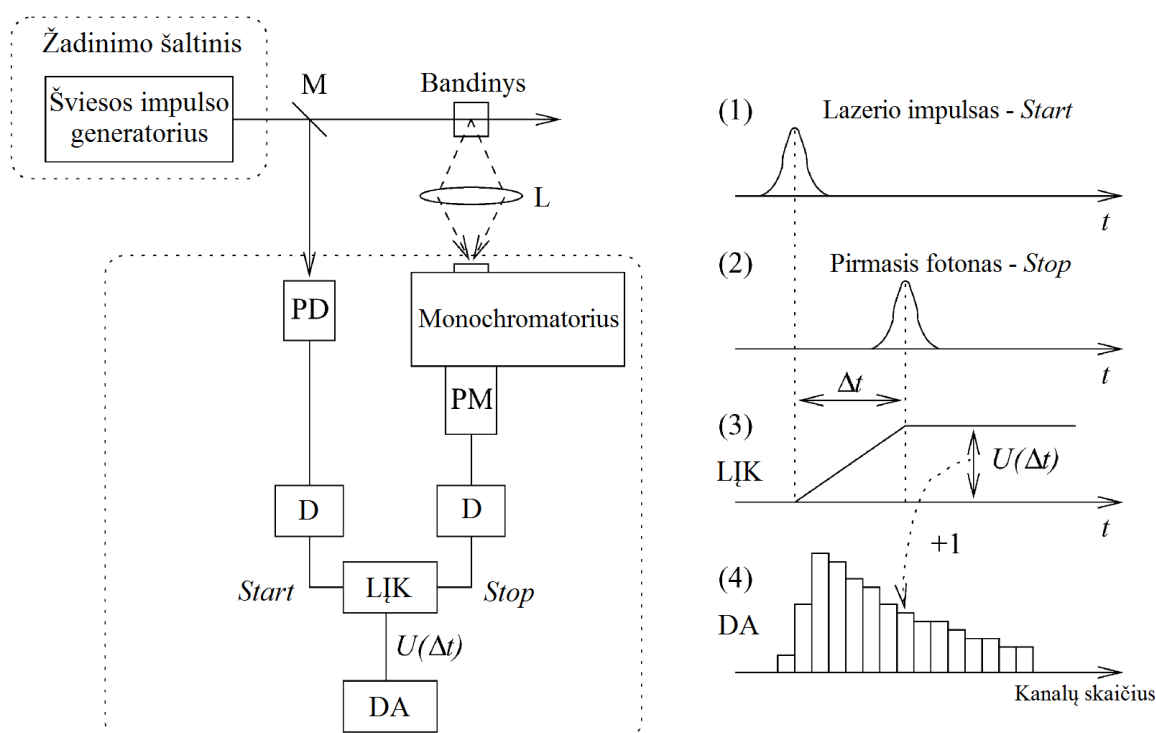 Žadinimo šaltinis
Šviesos impulso
generatorius
M
Bandinys
L
PD
Monochromatorius
PM
D
D
Start
LĮK
Stop
U(Δt)
DA
(1)
Lazerio impulsas - Start
t
(2)
Pirmasis fotonas - Stop
t
Δt
(3)
LĮK
U(Δt)
t
+1
(4)
DA
Kanalų skaičius